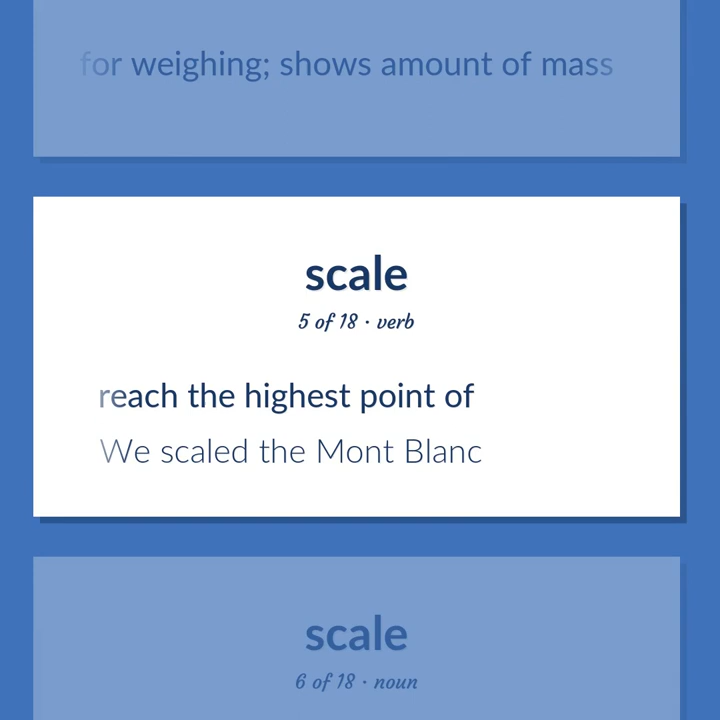 for weighing; shows amount of mass
scale
5 of 18 · verb
reach the highest point of
We scaled the Mont Blanc
scale
6 of 18 · noun